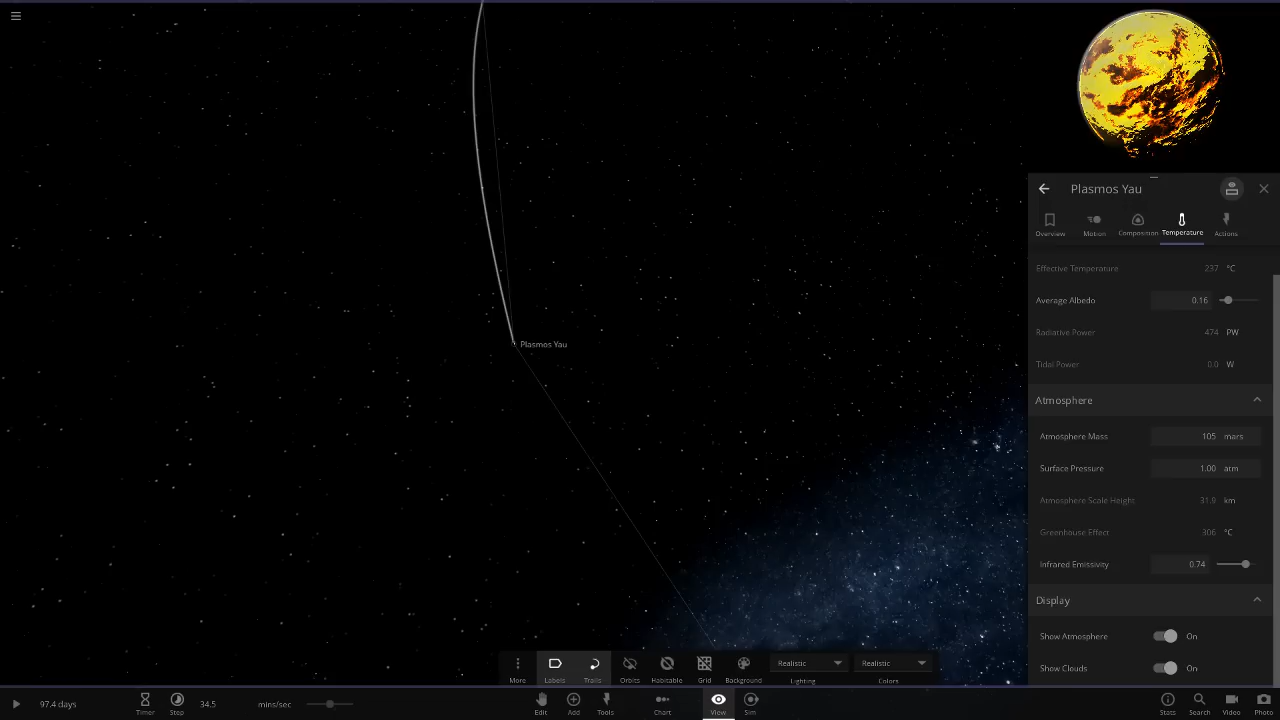 Plasmos Yau
Overview
Motion
Composition
Temperature
Actions
Effective Temperature 237 °C
Average Albedo 0.16
Radiative Power 474 PW
Tidal Power 0.0 W
Atmosphere
Atmosphere Mass 105 mars
Surface Pressure 1.00 atm
Atmosphere Scale Height 31.9 km
Greenhouse Effect 306 °C
Infrared Emissivity 0.74
Display
Show Atmosphere On
Show Clouds On
Plasmos Yau
More
Labels
Trails
Orbits
Habitable
Grid
Background
Realistic
Lighting
Realistic
Colors
97.4 days
Timer
Step
34.5 mins/sec
Edit
Add
Tools
Chart
View
Sim
Stats
Search
Video
Photo